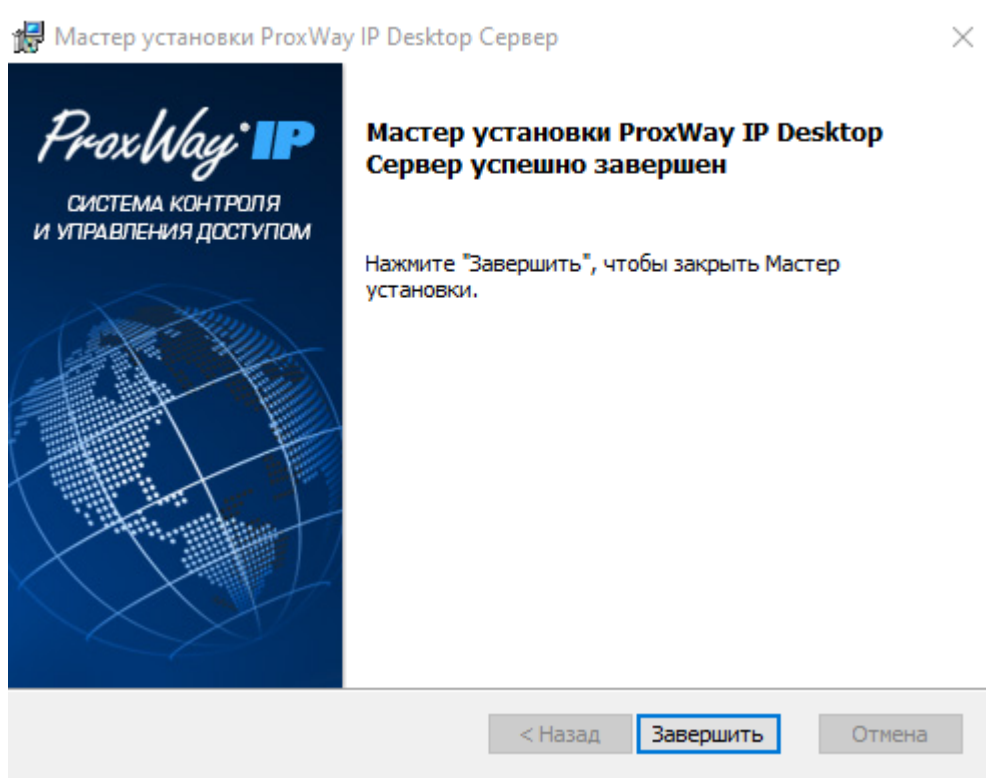 Мастер установки ProxWay IP Desktop Сервер
ProxWay IP
СИСТЕМА КОНТРОЛЯ
И УПРАВЛЕНИЯ ДОСТУПОМ
Мастер установки ProxWay IP Desktop
Сервер успешно завершен
Нажмите "Завершить", чтобы закрыть Мастер
установки.
< Назад
Завершить
Отмена